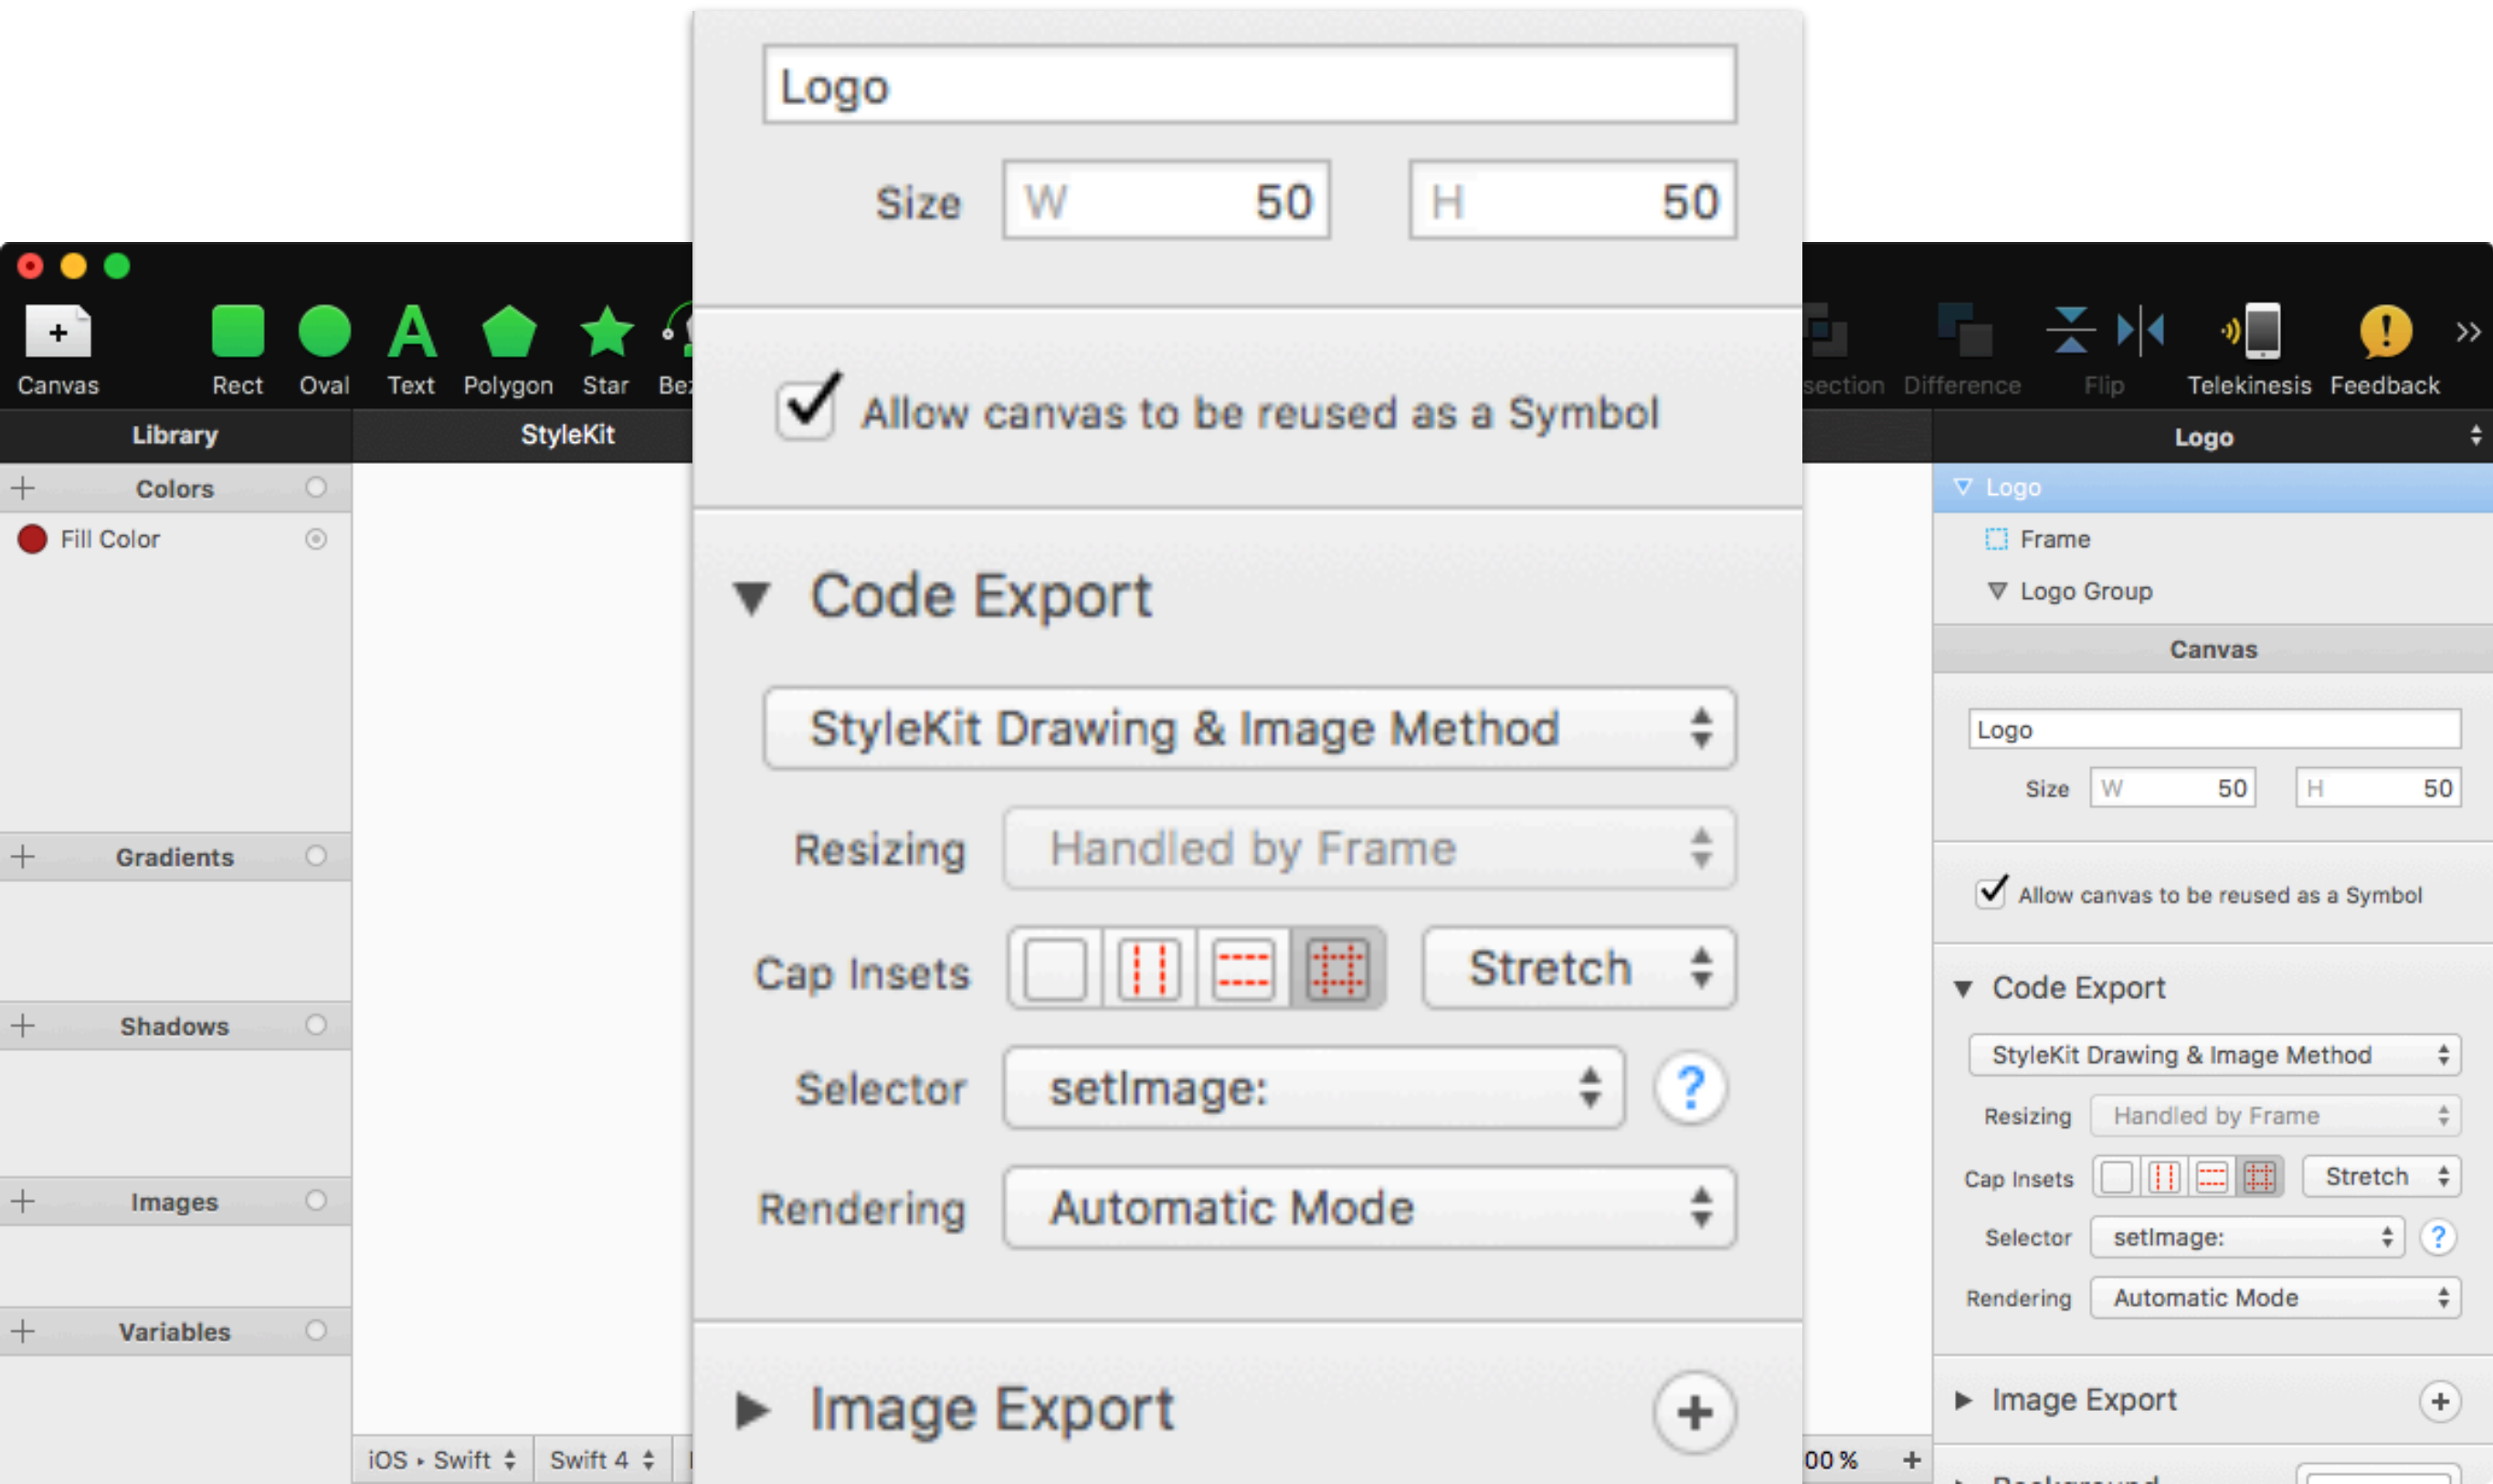 Logo
Size W 50 H 50
Allow canvas to be reused as a Symbol
Code Export
StyleKit Drawing & Image Method
Resizing Handled by Frame
Cap Insets Stretch
Selector setImage: ?
Rendering Automatic Mode
Image Export
Canvas Rect Oval Text Polygon Star
Difference Flip Telekinesis Feedback
Library
StyleKit
Logo
Colors
Fill Color
Gradients
Shadows
Images
Variables
iOS ▸ Swift Swift 4
00 %
Logo
Frame
Logo Group
Canvas
Logo
Size W 50 H 50
Allow canvas to be reused as a Symbol
Code Export
StyleKit Drawing & Image Method
Resizing Handled by Frame
Cap Insets Stretch
Selector setImage: ?
Rendering Automatic Mode
Image Export